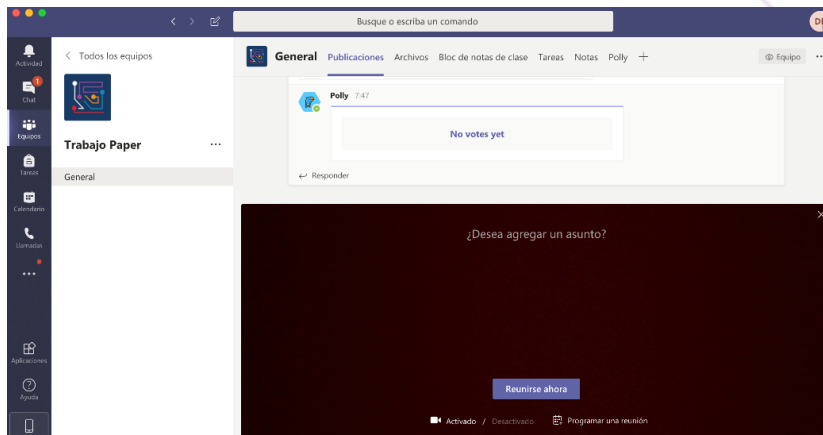 Busque o escriba un comando
DE
Actividad
1
Chat
Equipos
Tareas
Calendario
Llamadas
Aplicaciones
Ayuda
Todos los equipos
Trabajo Paper
General
General Publicaciones Archivos Bloc de notas de clase Tareas Notas Polly
Equipo
Polly 7:47
No votes yet
Responder
¿Desea agregar un asunto?
Reunirse ahora
Activado / Desactivado Programar una reunión